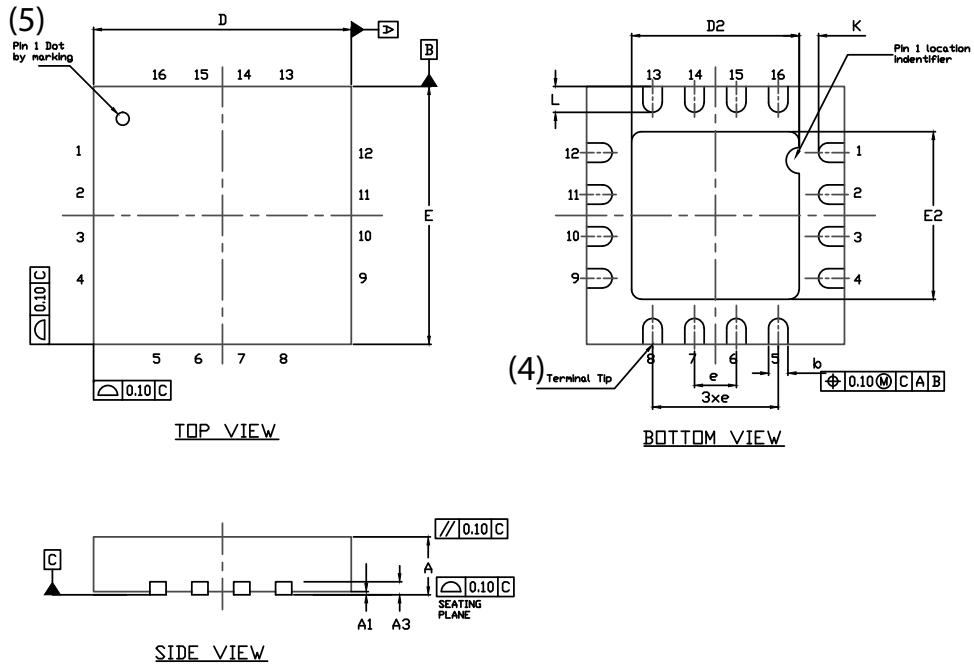 (5)
Pin 1 Dot
by marking
D
A
B
16 15 14 13
1
2
3
4
12
11
10
9
E
0.10 C
5 6 7 8
0.10 C
TOP VIEW
D2
K
Pin 1 location
indentifier
13 14 15 16
L
12
11
10
9
1
2
3
4
E2
8 7 6 5
(4)
Terminal Tip
e
3xe
b
⌖ 0.10 Ⓜ C A B
BOTTOM VIEW
C
// 0.10 C
A
0.10 C
SEATING
PLANE
A1 A3
SIDE VIEW